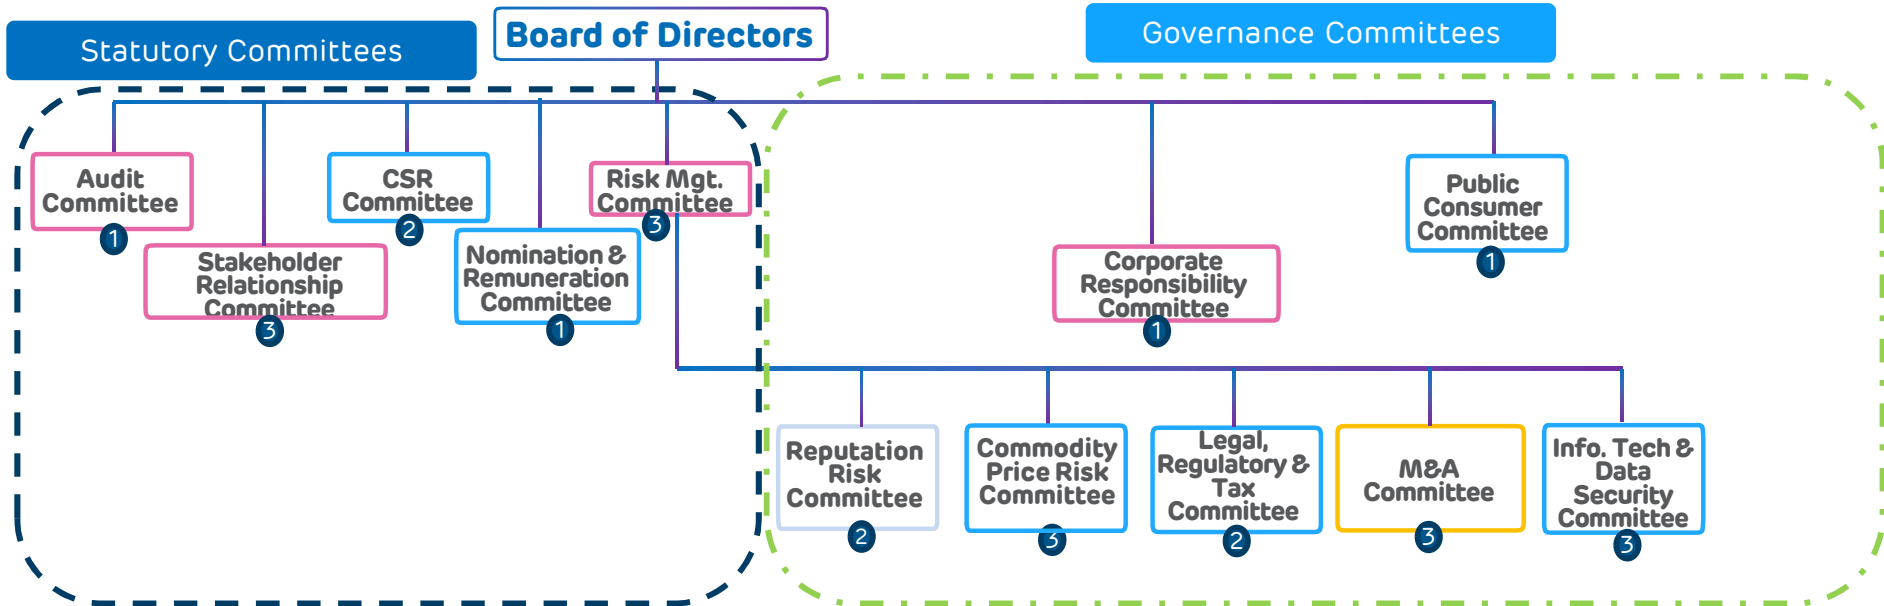 Statutory Committees
Board of Directors
Governance Committees
Audit
Committee
1
Stakeholder
Relationship
Committee
3
CSR
Committee
2
Nomination &
Remuneration
Committee
1
Risk Mgt.
Committee
3
Corporate
Responsibility
Committee
1
Public
Consumer
Committee
1
Reputation
Risk
Committee
2
Commodity
Price Risk
Committee
3
Legal,
Regulatory &
Tax
Committee
2
M&A
Committee
3
Info. Tech &
Data
Security
Committee
3